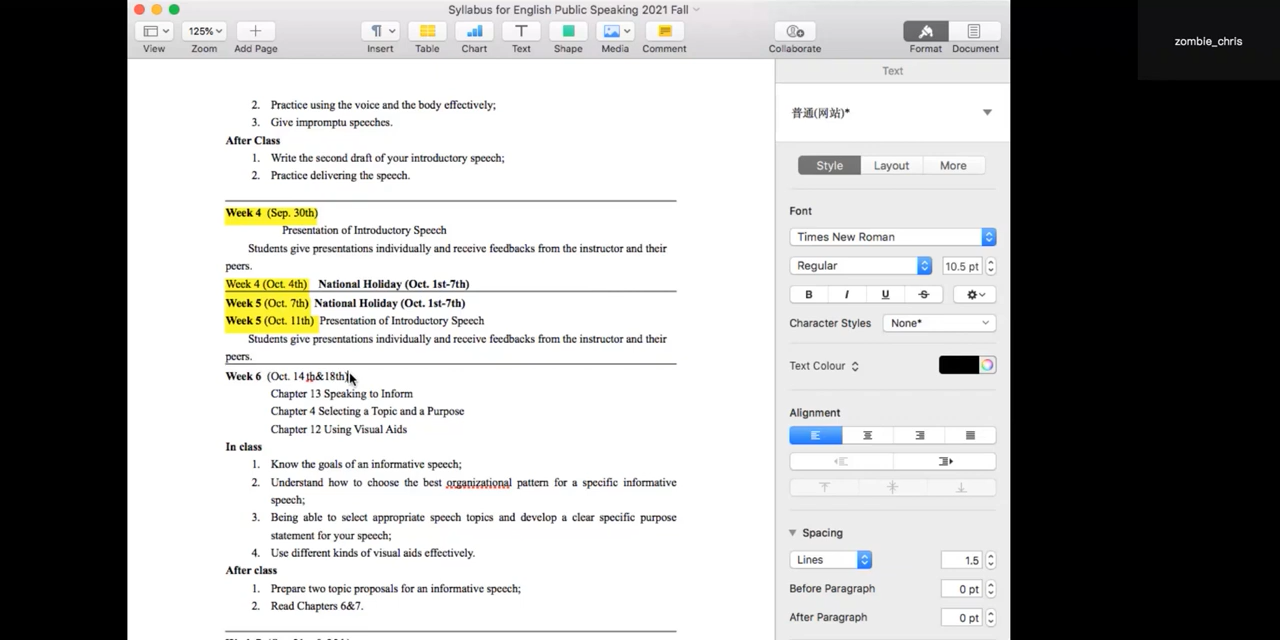 Syllabus for English Public Speaking 2021 Fall
125%
View
Zoom
Add Page
Insert
Table
Chart
Text
Shape
Media
Comment
Collaborate
Format
Document
zombie_chris
2. Practice using the voice and the body effectively;
3. Give impromptu speeches.
After Class
1. Write the second draft of your introductory speech;
2. Practice delivering the speech.
Week 4 (Sep. 30th)
Presentation of Introductory Speech
Students give presentations individually and receive feedbacks from the instructor and their
peers.
Week 4 (Oct. 4th) National Holiday (Oct. 1st-7th)
Week 5 (Oct. 7th) National Holiday (Oct. 1st-7th)
Week 5 (Oct. 11th) Presentation of Introductory Speech
Students give presentations individually and receive feedbacks from the instructor and their
peers.
Week 6 (Oct. 14th&18th)
Chapter 13 Speaking to Inform
Chapter 4 Selecting a Topic and a Purpose
Chapter 12 Using Visual Aids
In class
1. Know the goals of an informative speech;
2. Understand how to choose the best organizational pattern for a specific informative
speech;
3. Being able to select appropriate speech topics and develop a clear specific purpose
statement for your speech;
4. Use different kinds of visual aids effectively.
After class
1. Prepare two topic proposals for an informative speech;
2. Read Chapters 6&7.
Text
普通(网站)*
Style
Layout
More
Font
Times New Roman
Regular
10.5 pt
B I U S
Character Styles
None*
Text Colour
Alignment
Spacing
Lines
1.5
Before Paragraph
0 pt
After Paragraph
0 pt